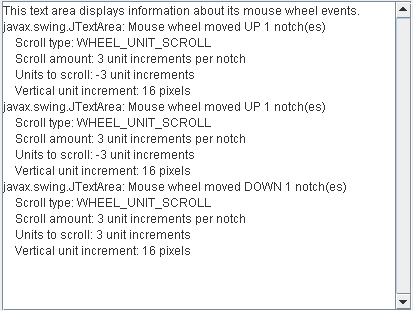 This text area displays information about its mouse wheel events.
javax.swing.JTextArea: Mouse wheel moved UP 1 notch(es)
    Scroll type: WHEEL_UNIT_SCROLL
    Scroll amount: 3 unit increments per notch
    Units to scroll: -3 unit increments
    Vertical unit increment: 16 pixels
javax.swing.JTextArea: Mouse wheel moved UP 1 notch(es)
    Scroll type: WHEEL_UNIT_SCROLL
    Scroll amount: 3 unit increments per notch
    Units to scroll: -3 unit increments
    Vertical unit increment: 16 pixels
javax.swing.JTextArea: Mouse wheel moved DOWN 1 notch(es)
    Scroll type: WHEEL_UNIT_SCROLL
    Scroll amount: 3 unit increments per notch
    Units to scroll: 3 unit increments
    Vertical unit increment: 16 pixels